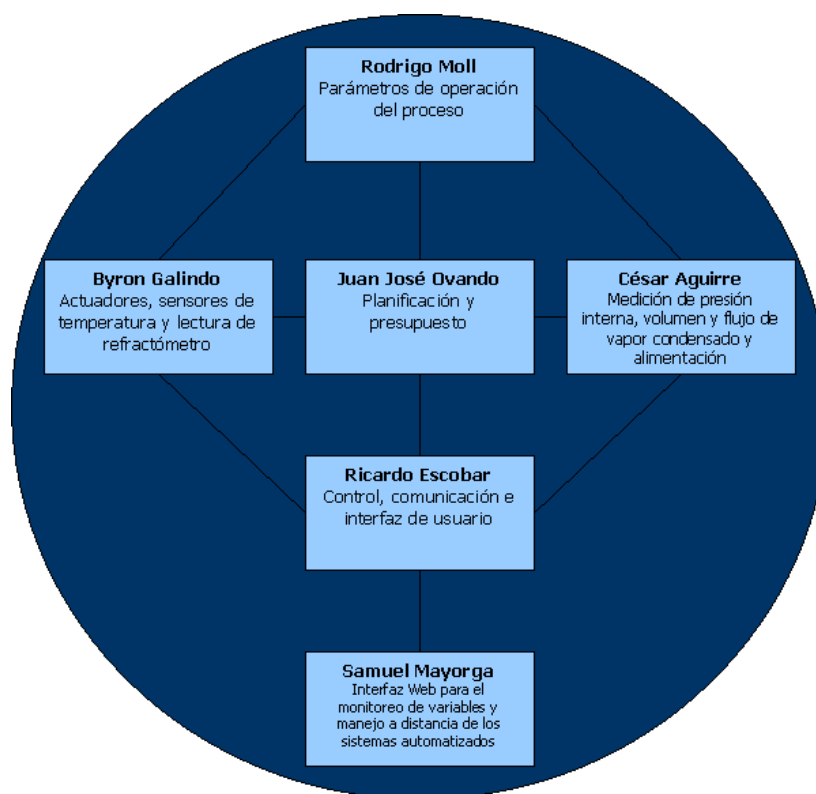 Rodrigo Moll
Parámetros de operación
del proceso
Byron Galindo
Actuadores, sensores de
temperatura y lectura de
refractómetro
Juan José Ovando
Planificación y
presupuesto
César Aguirre
Medición de presión
interna, volumen y flujo de
vapor condensado y
alimentación
Ricardo Escobar
Control, comunicación e
interfaz de usuario
Samuel Mayorga
Interfaz Web para el
monitoreo de variables y
manejo a distancia de los
sistemas automatizados